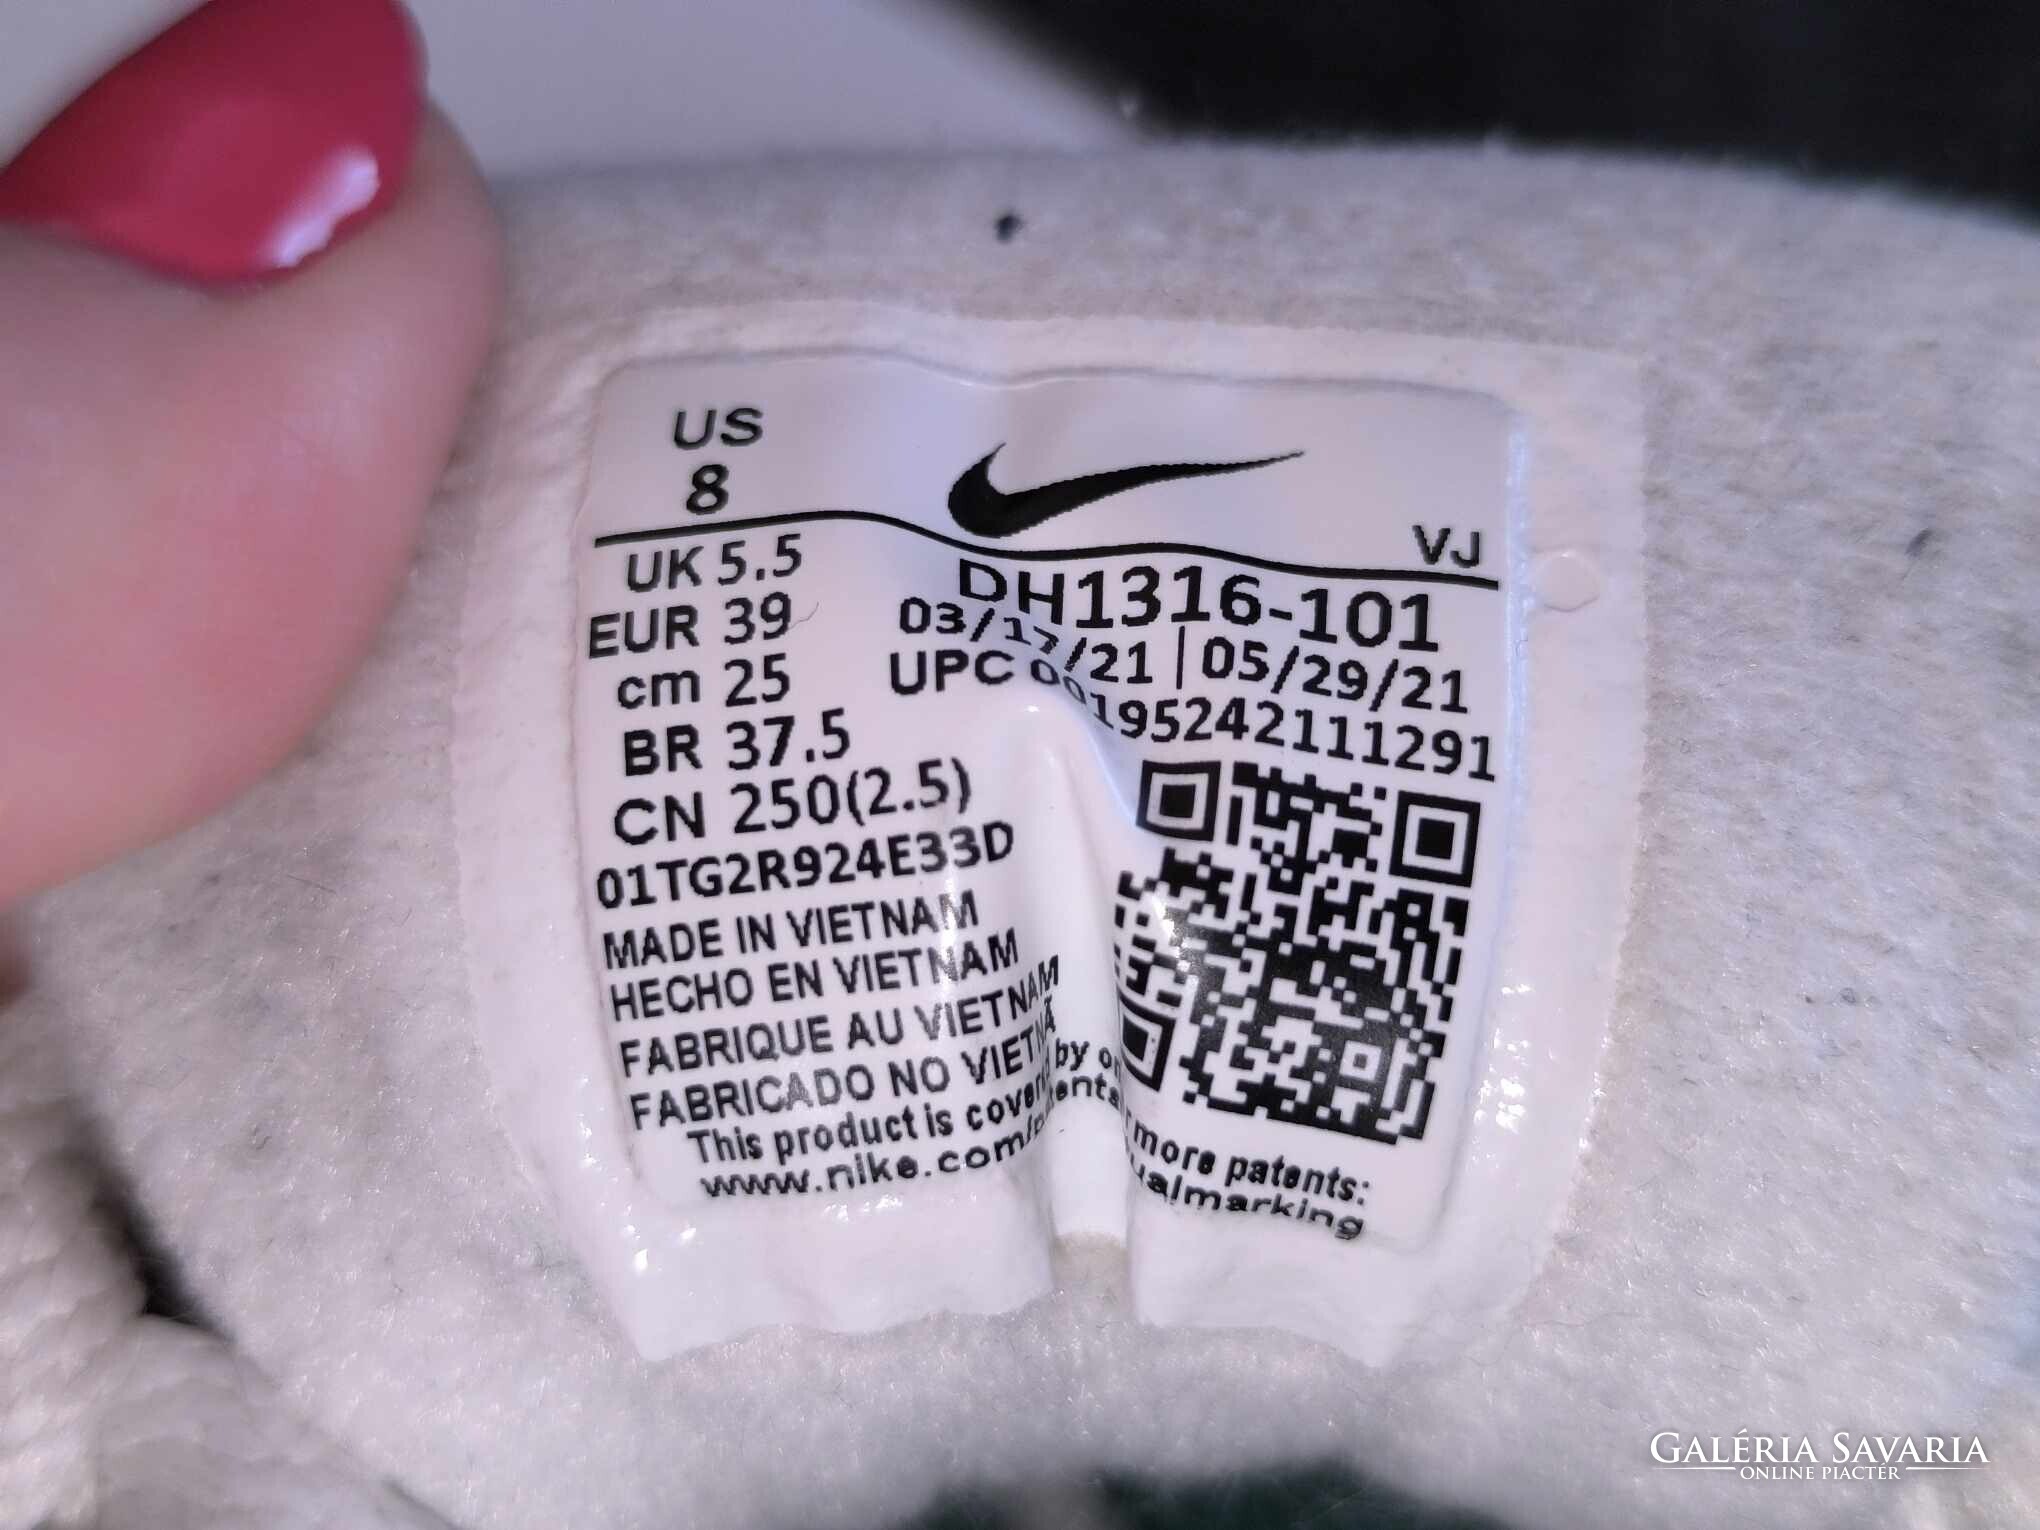 US
8
VJ
UK 5.5
EUR 39
cm 25
BR 37.5
CN 250(2.5)
01TG2R924E33D
DH1316-101
03/17/21 | 05/29/21
UPC 00195242111291
MADE IN VIETNAM
HECHO EN VIETNAM
FABRIQUE AU VIETNAM
FABRICADO NO VIETNÃ
This product is covered by or more patents:
www.nike.com/patents ualmarking
GALÉRIA SAVARIA
ONLINE PIACTÉR